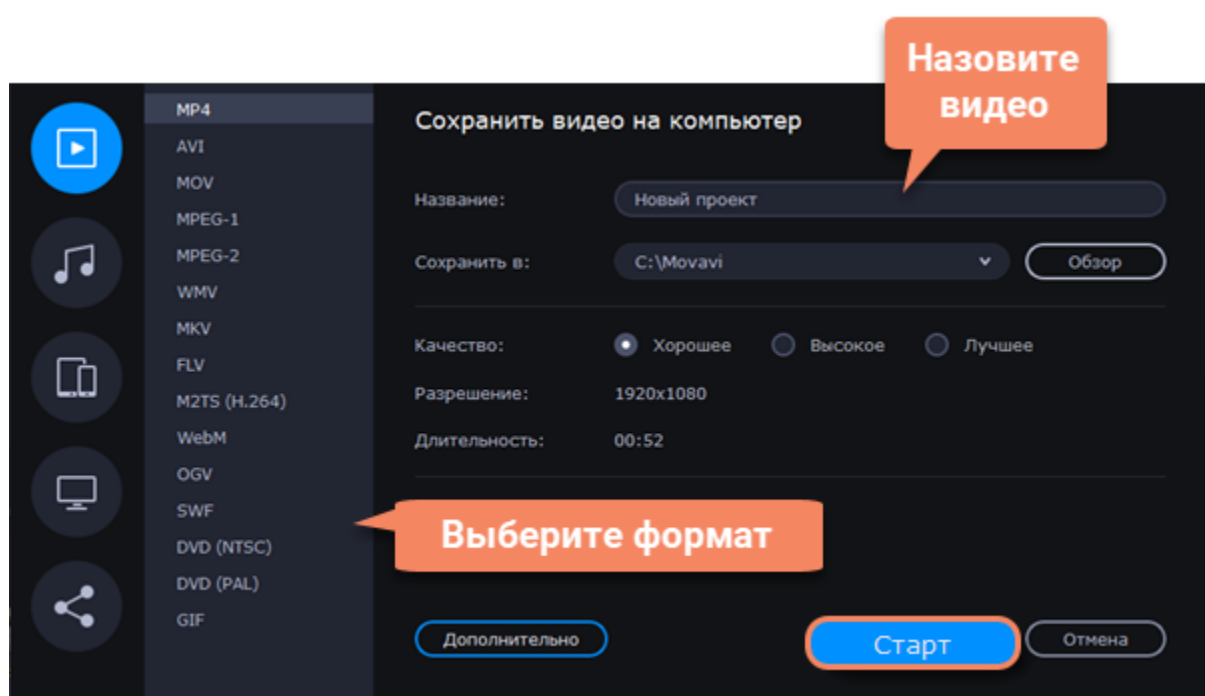 Назовите
видео
MP4
AVI
MOV
MPEG-1
MPEG-2
WMV
MKV
FLV
M2TS (H.264)
WebM
OGV
SWF
DVD (NTSC)
DVD (PAL)
GIF
Сохранить видео на компьютер
Название: Новый проект
Сохранить в: C:\Movavi Обзор
Качество: Хорошее Высокое Лучшее
Разрешение: 1920x1080
Длительность: 00:52
Выберите формат
Дополнительно Старт Отмена